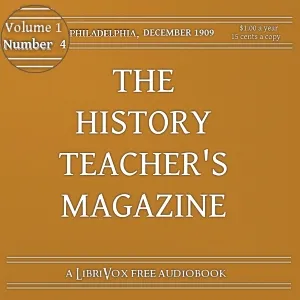 Volume 1
Number 4
PHILADELPHIA, DECEMBER 1909
$1.00 a year
15 cents a copy
THE
HISTORY
TEACHER'S
MAGAZINE
A LIBRIVOX FREE AUDIOBOOK